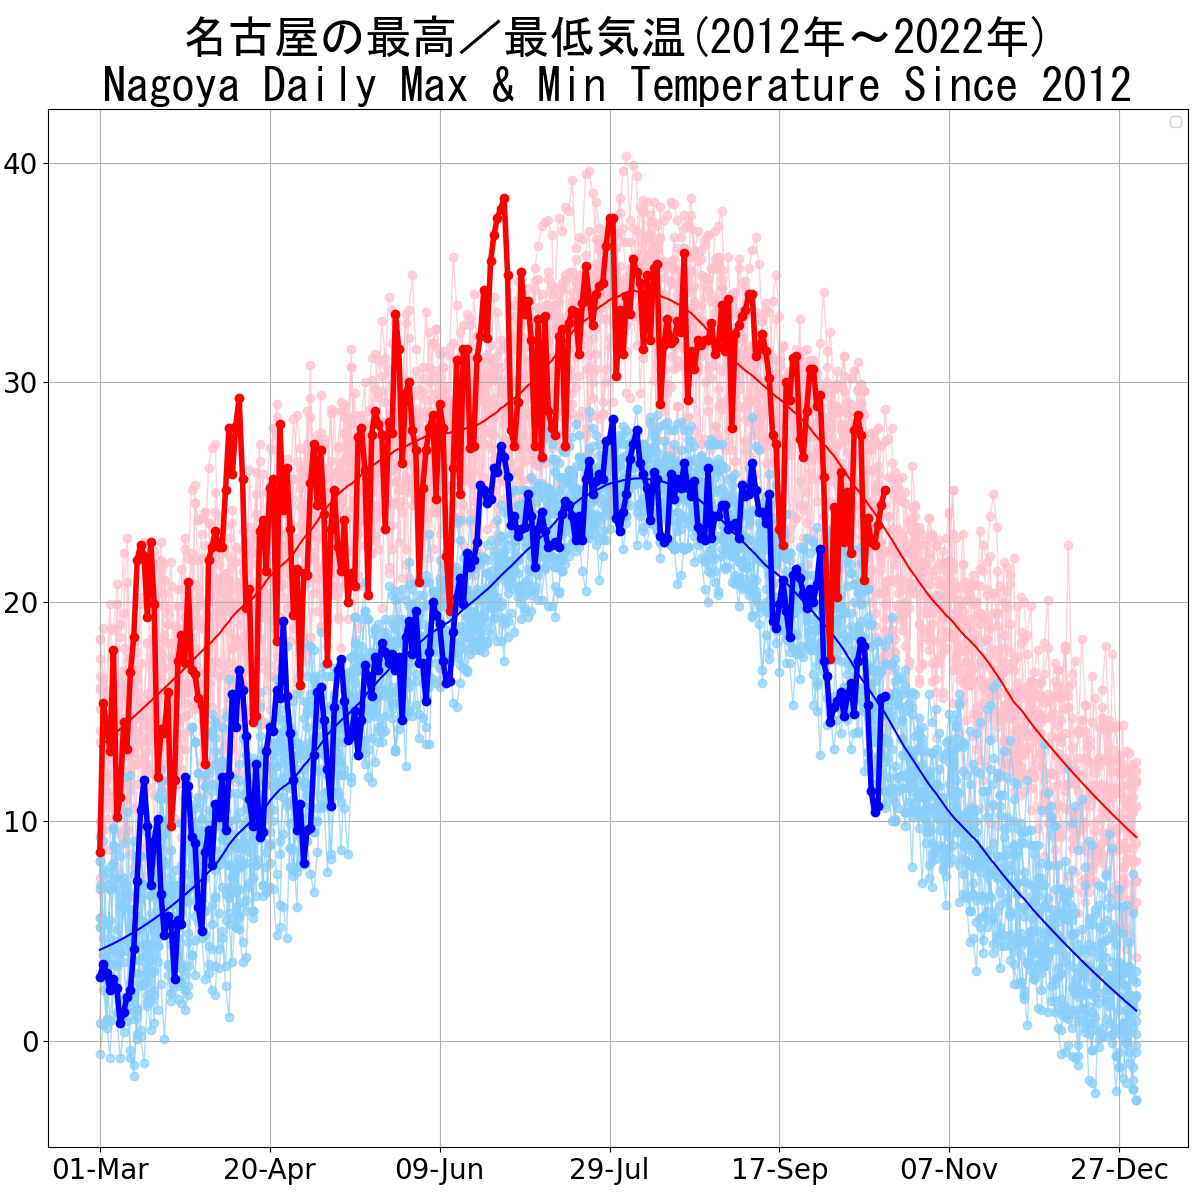 名古屋の最高／最低気温(2012年～2022年)
Nagoya Daily Max & Min Temperature Since 2012
40
30
20
10
0
01-Mar 20-Apr 09-Jun 29-Jul 17-Sep 07-Nov 27-Dec